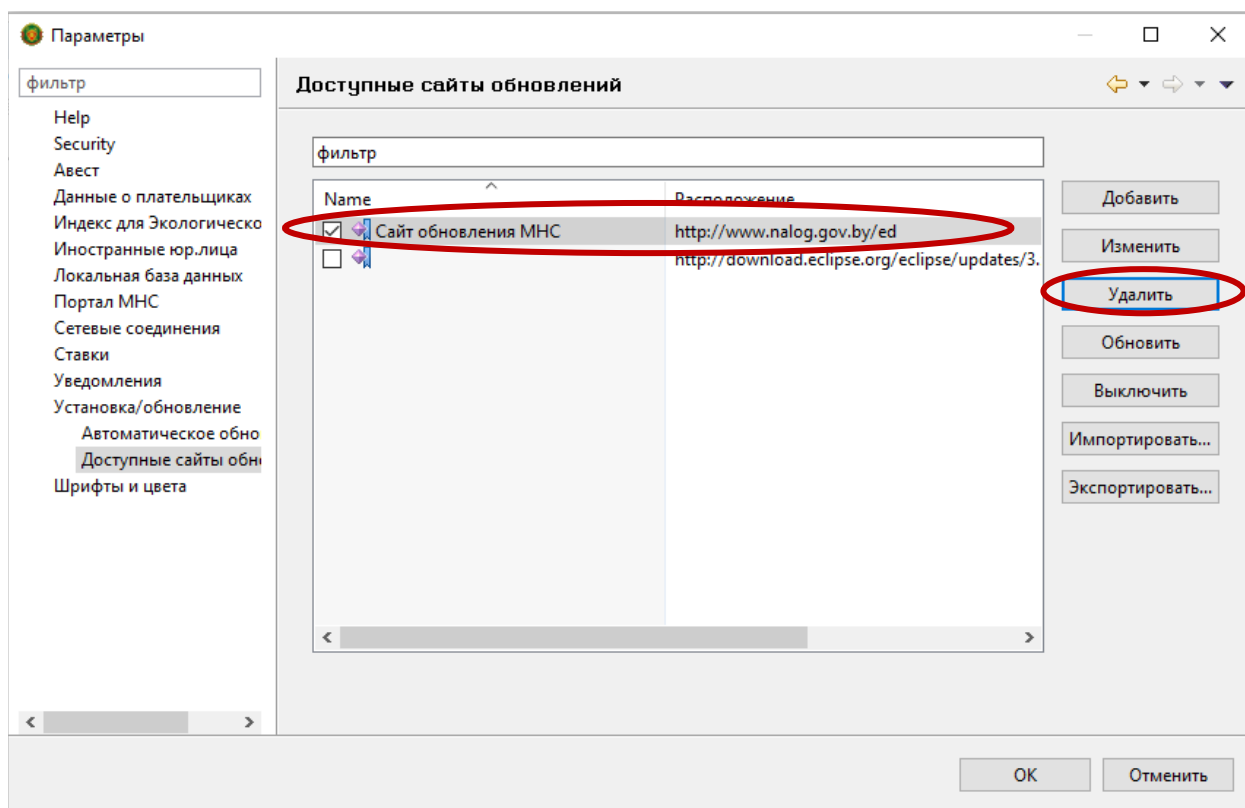 Параметры
фильтр
Help
Security
Авест
Данные о плательщиках
Индекс для Экологическо
Иностранные юр.лица
Локальная база данных
Портал МНС
Сетевые соединения
Ставки
Уведомления
Установка/обновление
Автоматическое обно
Доступные сайты обн
Шрифты и цвета
Доступные сайты обновлений
фильтр
Name Расположение
Сайт обновления МНС http://www.nalog.gov.by/ed
http://download.eclipse.org/eclipse/updates/3.
Добавить
Изменить
Удалить
Обновить
Выключить
Импортировать...
Экспортировать...
OK Отменить